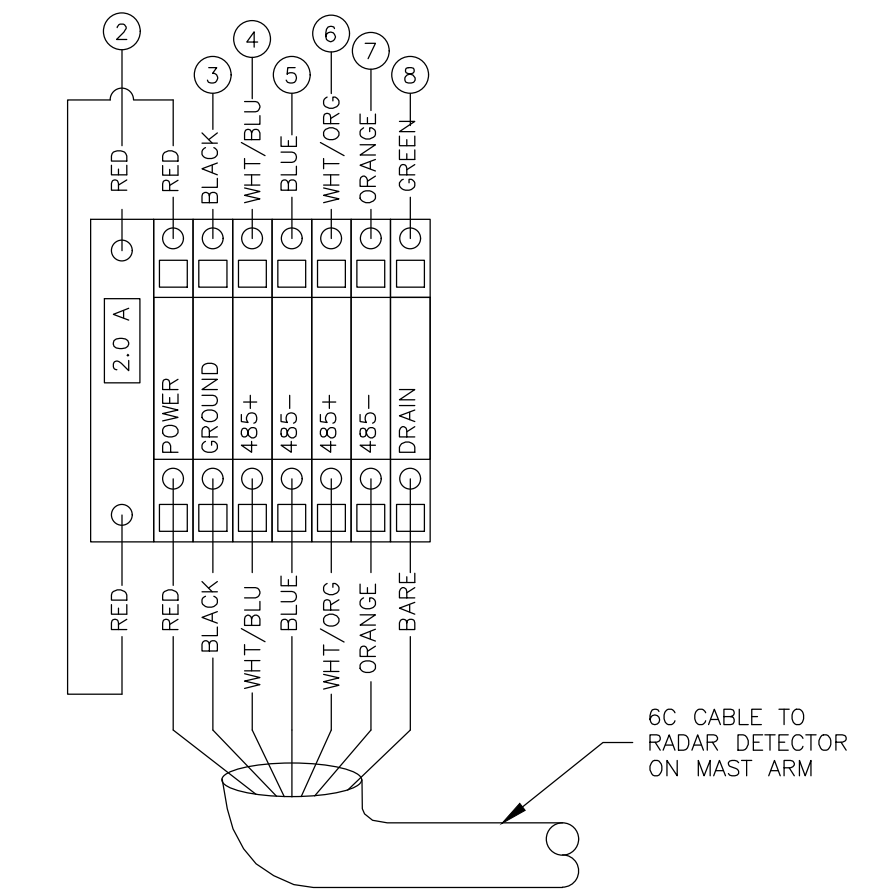 2
3
4
5
6
7
8
RED
RED
BLACK
WHT/BLU
BLUE
WHT/ORG
ORANGE
GREEN
2.0 A
POWER
GROUND
485+
485-
485+
485-
DRAIN
RED
RED
BLACK
WHT/BLU
BLUE
WHT/ORG
ORANGE
BARE
6C CABLE TO
RADAR DETECTOR
ON MAST ARM